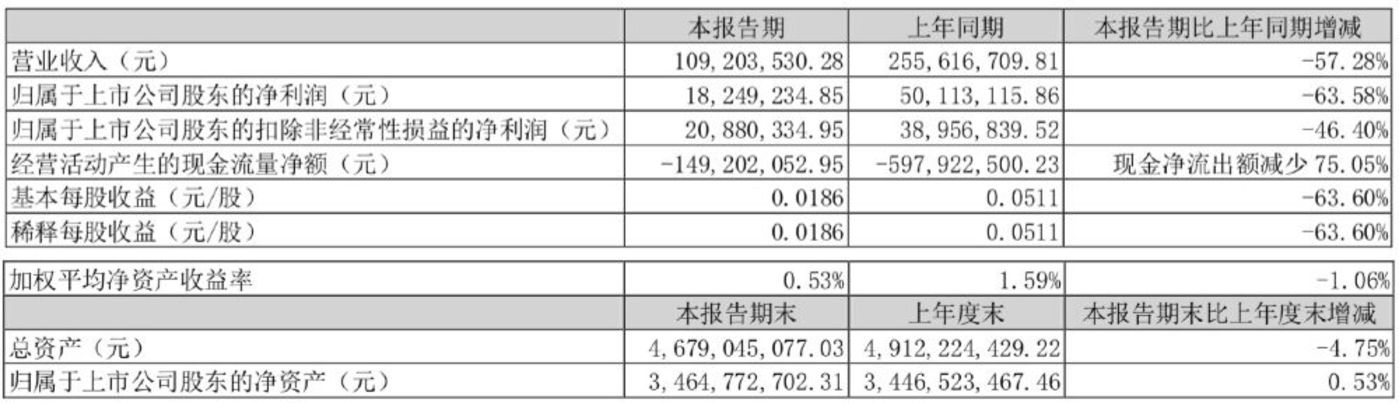 本报告期 上年同期 本报告期比上年同期增减
营业收入（元） 109,203,530.28 255,616,709.81 -57.28%
归属于上市公司股东的净利润（元） 18,249,234.85 50,113,115.86 -63.58%
归属于上市公司股东的扣除非经常性损益的净利润（元） 20,880,334.95 38,956,839.52 -46.40%
经营活动产生的现金流量净额（元） -149,202,052.95 -597,922,500.23 现金净流出额减少 75.05%
基本每股收益（元/股） 0.0186 0.0511 -63.60%
稀释每股收益（元/股） 0.0186 0.0511 -63.60%
加权平均净资产收益率 0.53% 1.59% -1.06%
本报告期末 上年度末 本报告期末比上年度末增减
总资产（元） 4,679,045,077.03 4,912,224,429.22 -4.75%
归属于上市公司股东的净资产（元） 3,464,772,702.31 3,446,523,467.46 0.53%